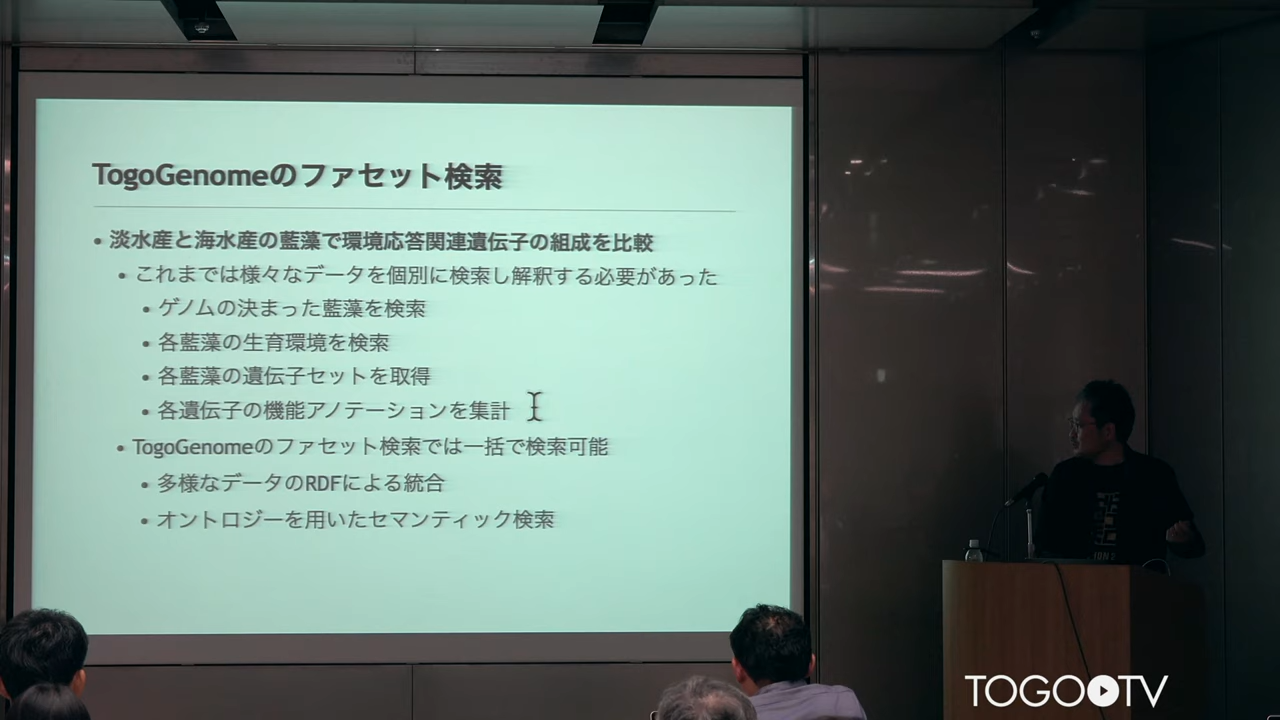 TogoGenomeのファセット検索
• 淡水産と海水産の藍藻で環境応答関連遺伝子の組成を比較
• これまでは様々なデータを個別に検索し解釈する必要があった
• ゲノムの決まった藍藻を検索
• 各藍藻の生育環境を検索
• 各藍藻の遺伝子セットを取得
• 各遺伝子の機能アノテーションを集計
• TogoGenomeのファセット検索では一括で検索可能
• 多様なデータのRDFによる統合
• オントロジーを用いたセマンティック検索
TOGOTV